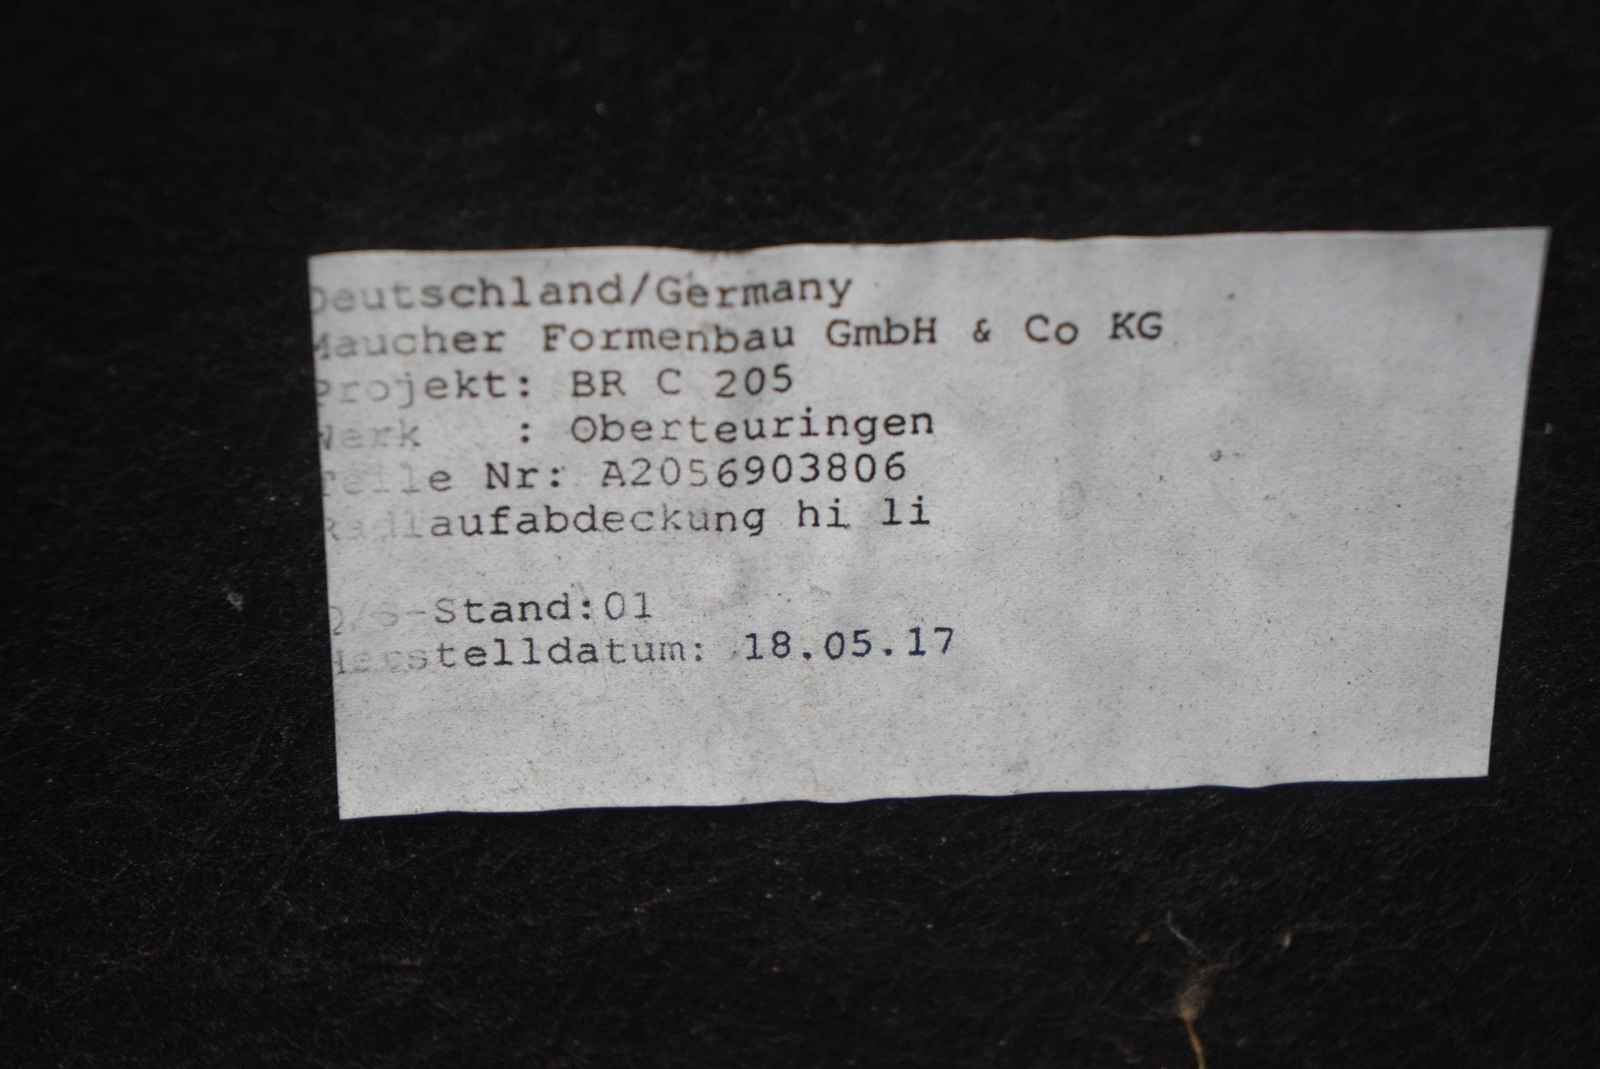 Deutschland/Germany
Maucher Formenbau GmbH & Co KG
Projekt: BR C 205
Werk : Oberteuringen
Teile Nr: A2056903806
Radlaufabdeckung hi li
Q/S-Stand:01
Herstelldatum: 18.05.17